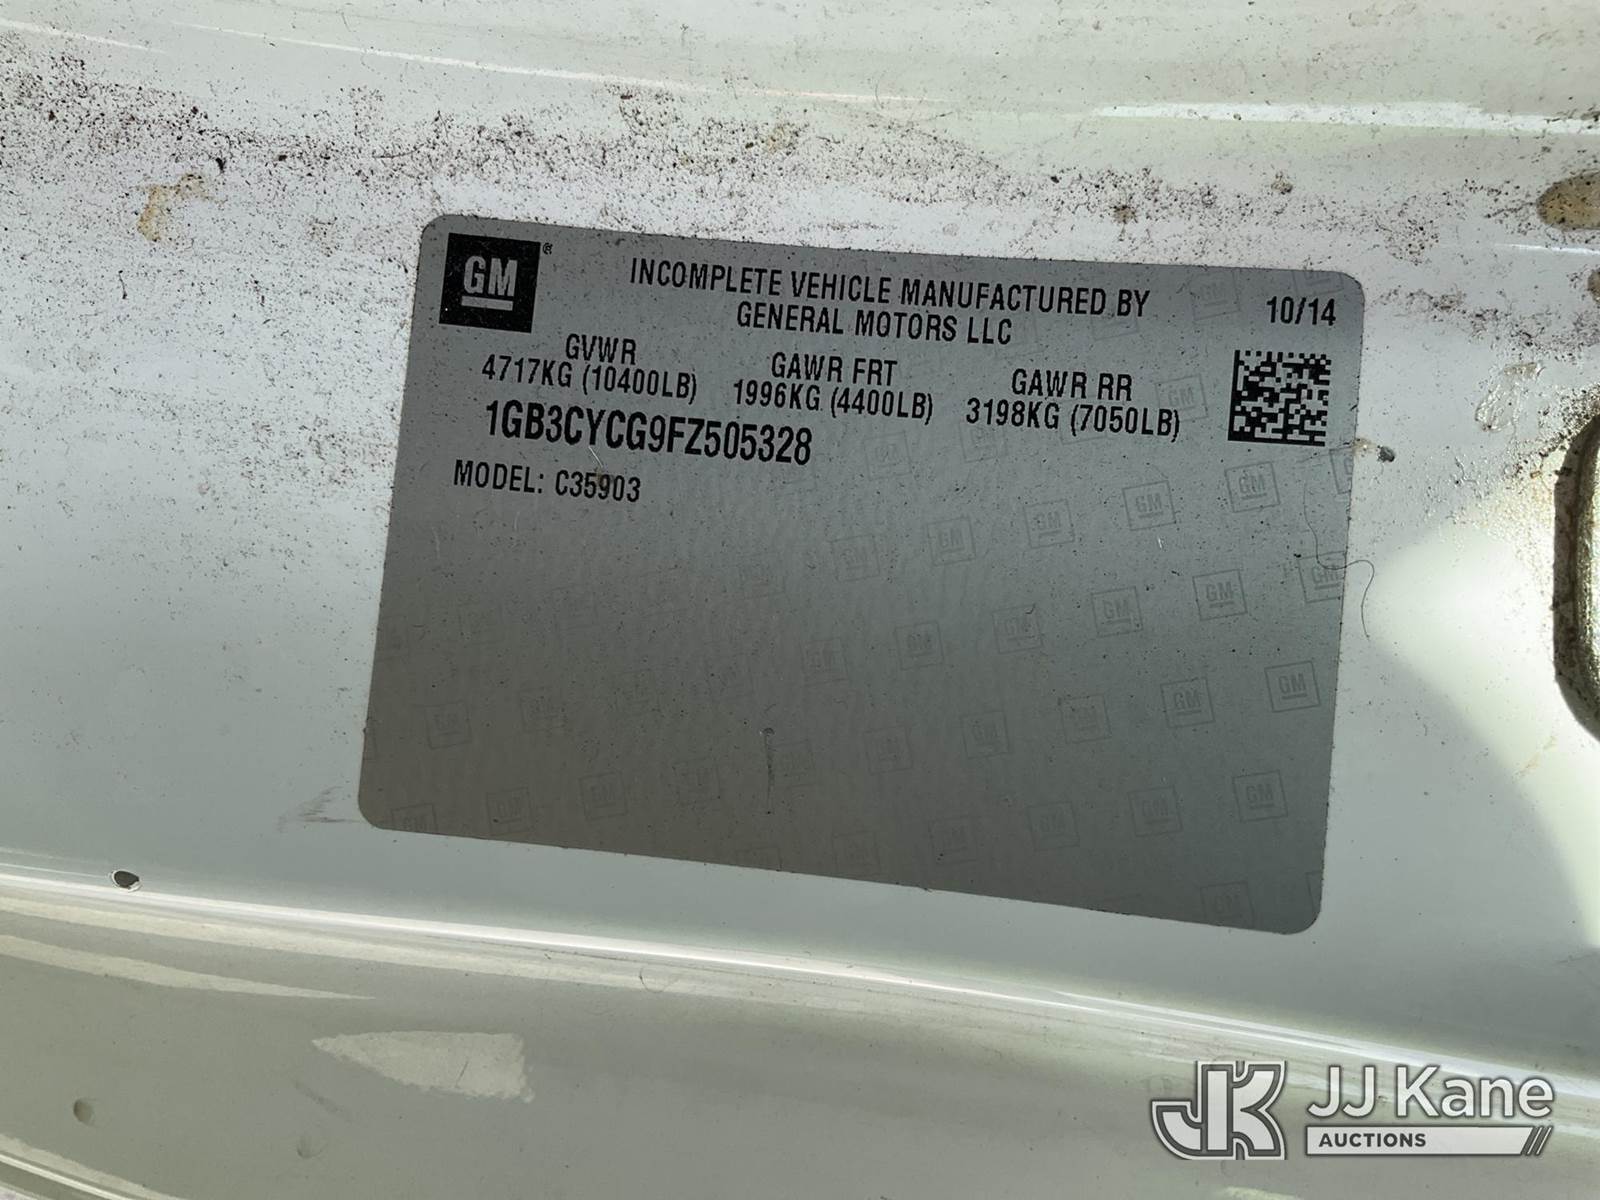 GM ®
INCOMPLETE VEHICLE MANUFACTURED BY
GENERAL MOTORS LLC
10/14
GVWR
4717KG (10400LB)
GAWR FRT
1996KG (4400LB)
GAWR RR
3198KG (7050LB)
1GB3CYCG9FZ505328
MODEL: C35903
JK
JJ Kane
AUCTIONS